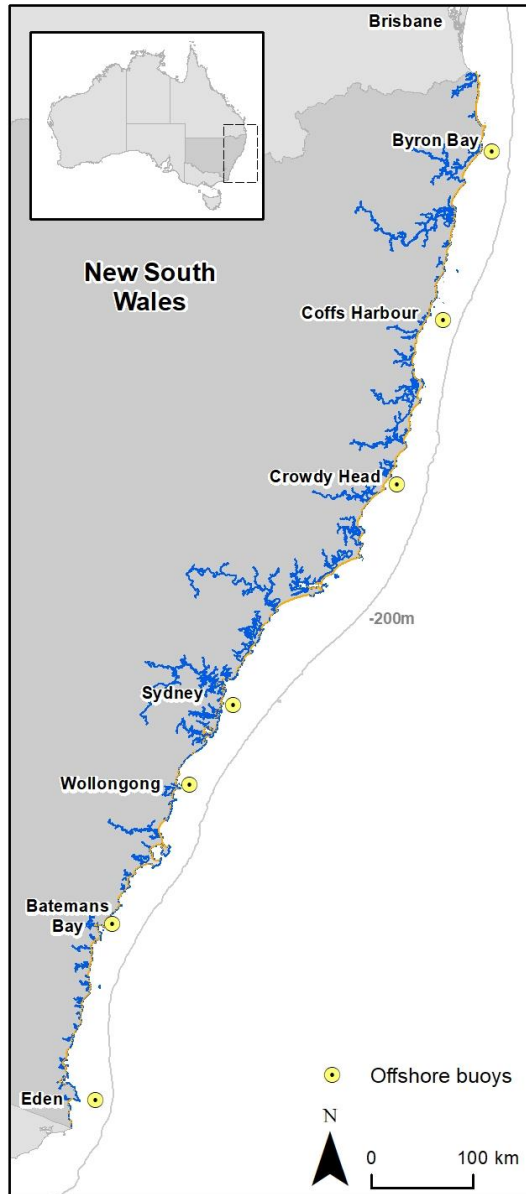 Brisbane
Byron Bay
New South
Wales
Coffs Harbour
Crowdy Head
-200m
Sydney
Wollongong
Batemans
Bay
Eden
Offshore buoys
N
0 100 km